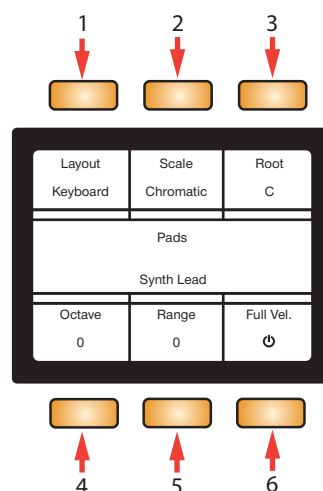 1 2 3
Layout Scale Root
Keyboard Chromatic C
Pads
Synth Lead
Octave Range Full Vel.
0 0
4 5 6